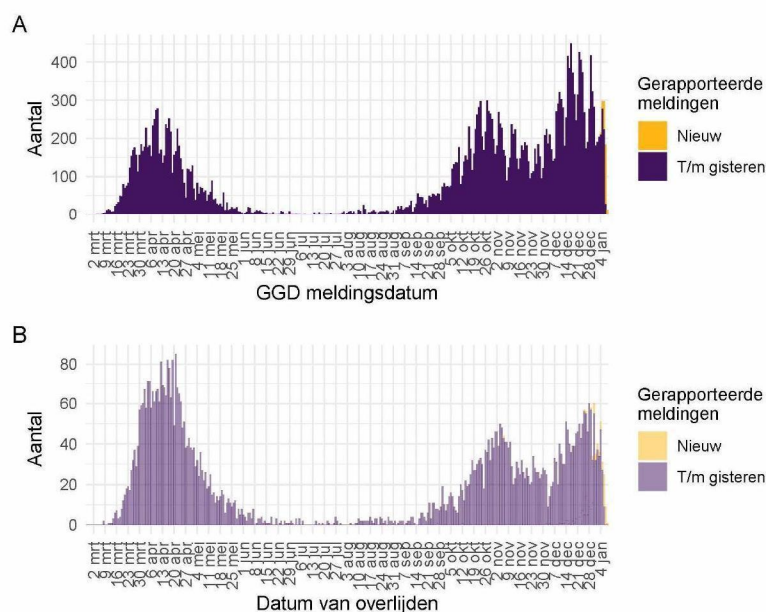 A
Aantal
400
300
200
100
0
2 mrt
9 mrt
16 mrt
23 mrt
30 mrt
6 apr
13 apr
20 apr
27 apr
4 mei
11 mei
18 mei
25 mei
1 jun
8 jun
15 jun
22 jun
29 jun
6 jul
13 jul
20 jul
27 jul
3 aug
10 aug
17 aug
24 aug
31 aug
7 sep
14 sep
21 sep
28 sep
5 okt
12 okt
19 okt
26 okt
2 nov
9 nov
16 nov
23 nov
30 nov
7 dec
14 dec
21 dec
28 dec
4 jan
GGD meldingsdatum
Gerapporteerde
meldingen
Nieuw
T/m gisteren
B
Aantal
80
60
40
20
0
2 mrt
9 mrt
16 mrt
23 mrt
30 mrt
6 apr
13 apr
20 apr
27 apr
4 mei
11 mei
18 mei
25 mei
1 jun
8 jun
15 jun
22 jun
29 jun
6 jul
13 jul
20 jul
27 jul
3 aug
10 aug
17 aug
24 aug
31 aug
7 sep
14 sep
21 sep
28 sep
5 okt
12 okt
19 okt
26 okt
2 nov
9 nov
16 nov
23 nov
30 nov
7 dec
14 dec
21 dec
28 dec
4 jan
Datum van overlijden
Gerapporteerde
meldingen
Nieuw
T/m gisteren